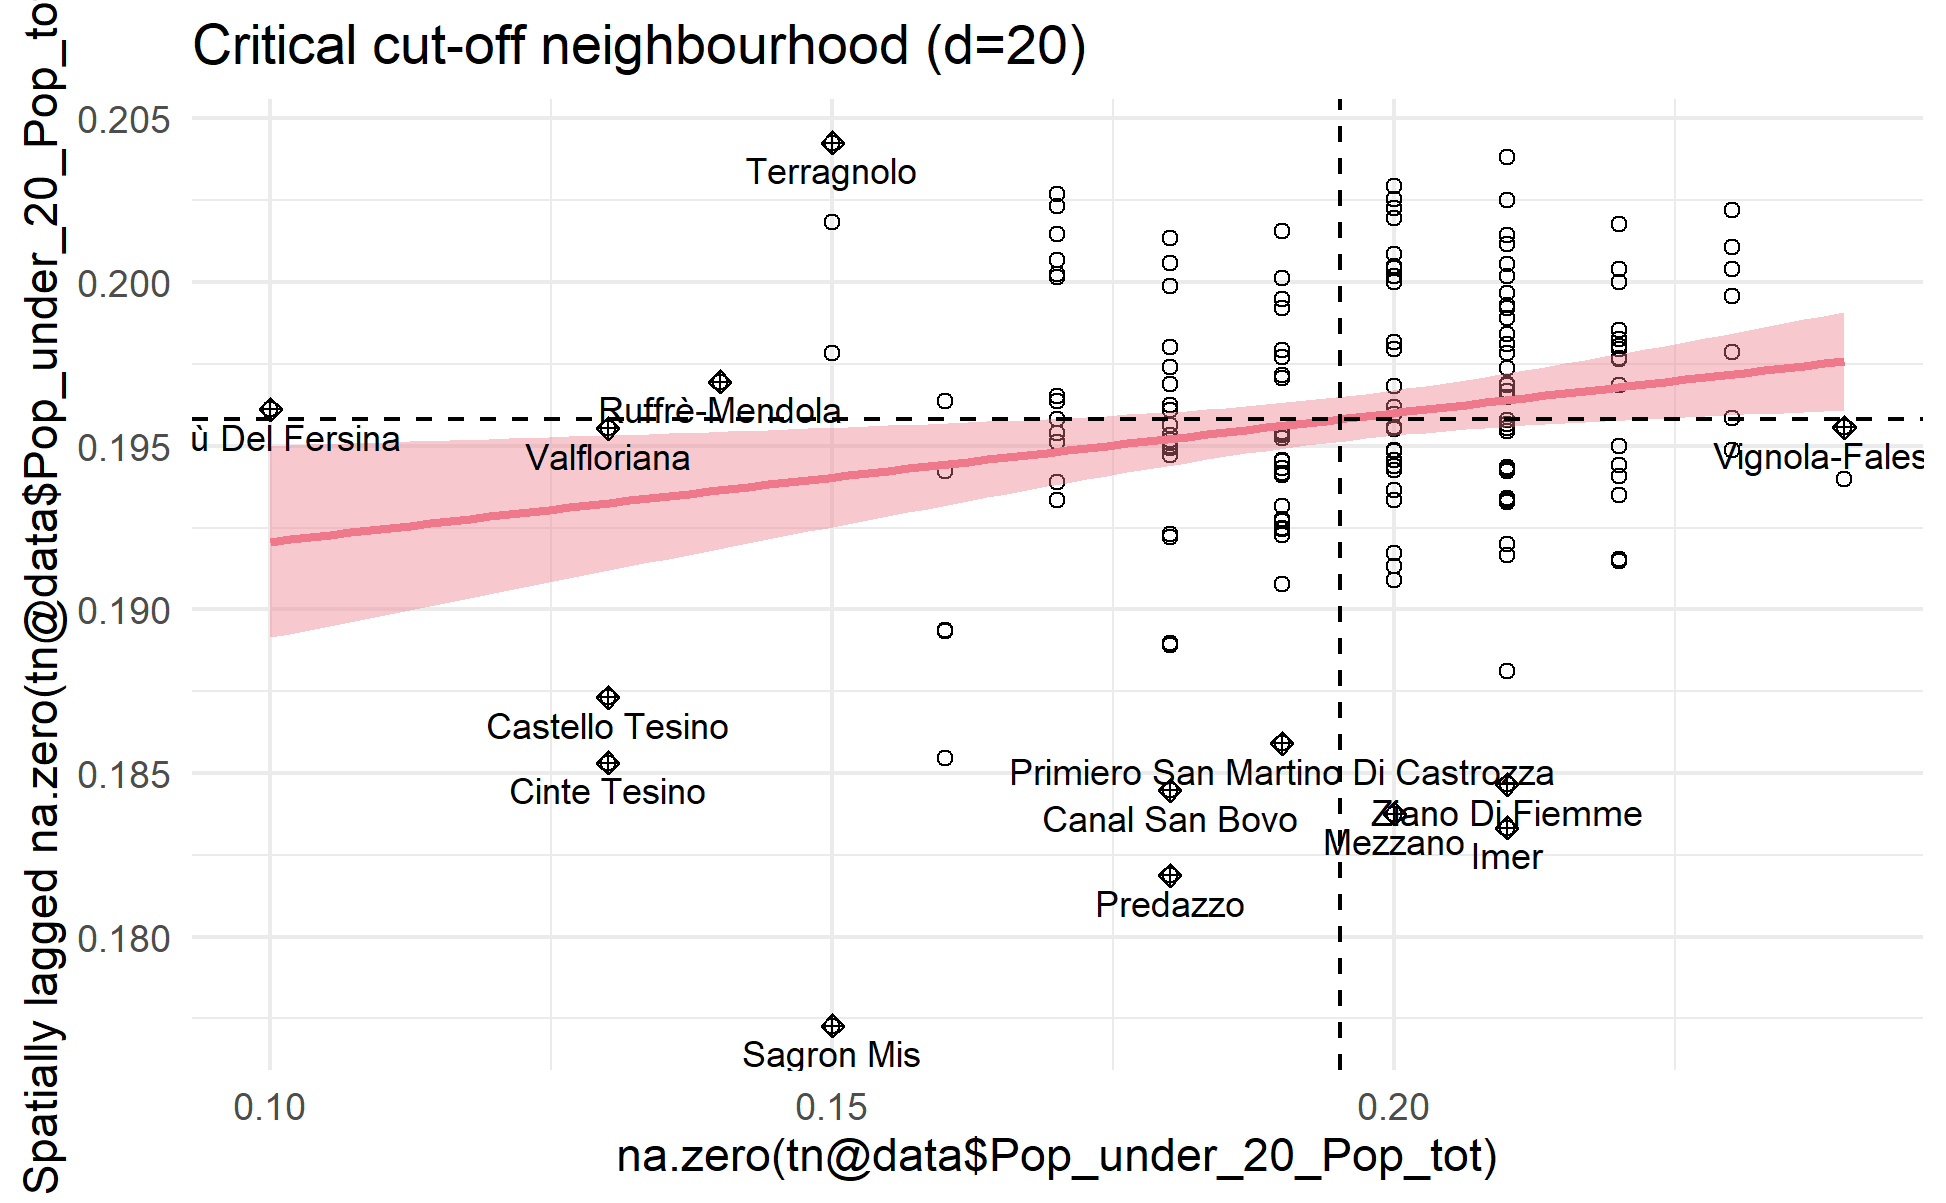 Critical cut-off neighbourhood (d=20)
Spatially lagged na.zero(tn@data$Pop_under_20_Pop_to
0.205
0.200
0.195
0.190
0.185
0.180
Terragnolo
Ruffrè-Mendola
ù Del Fersina
Valfloriana
Vignola-Fales
Castello Tesino
Cinte Tesino
Primiero San Martino Di Castrozza
Canal San Bovo
Ziano Di Fiemme
Mezzano
Imer
Predazzo
Sagron Mis
0.10
0.15
0.20
na.zero(tn@data$Pop_under_20_Pop_tot)